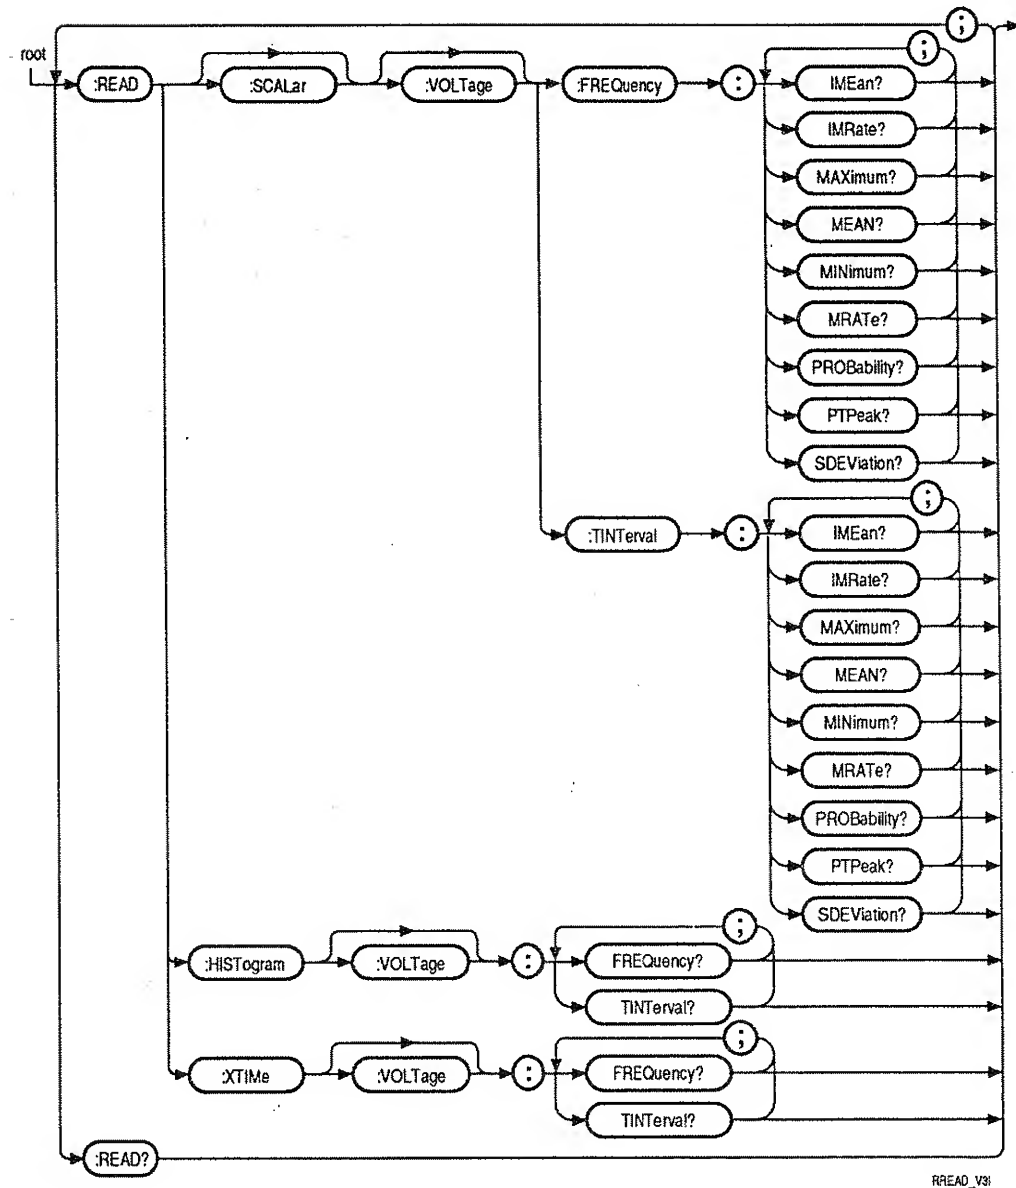 ;
root
;
:READ :SCALar :VOLTage :FREQuency : IMEan?
IMRate?
MAXimum?
MEAN?
MINimum?
MRATe?
PROBability?
PTPeak?
SDEViation?
;
:TINTerval : IMEan?
IMRate?
MAXimum?
MEAN?
MINimum?
MRATe?
PROBability?
PTPeak?
SDEViation?
;
:HISTogram :VOLTage : FREQuency?
TINTerval?
;
:XTIMe :VOLTage : FREQuency?
TINTerval?
:READ?
RREAD_V3I